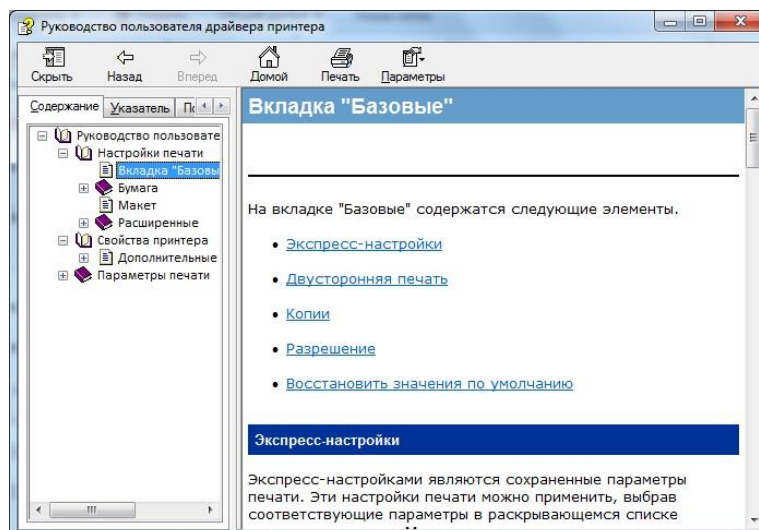 Руководство пользователя драйвера принтера
Скрыть Назад Вперед Домой Печать Параметры
Содержание Указатель
Руководство
Настройки печати
Вкладка
Бумага
Макет
Расширенные
Свойства принтера
Дополнительные
Параметры печати
Вкладка "Базовые"
На вкладке "Базовые" содержатся следующие элементы.
Экспресс-настройки
Двусторонняя печать
Копии
Разрешение
Восстановить значения по умолчанию
Экспресс-настройки
Экспресс-настройками являются сохраненные параметры
печати. Эти настройки печати можно применить, выбрав
соответствующие параметры в раскрывающемся списке